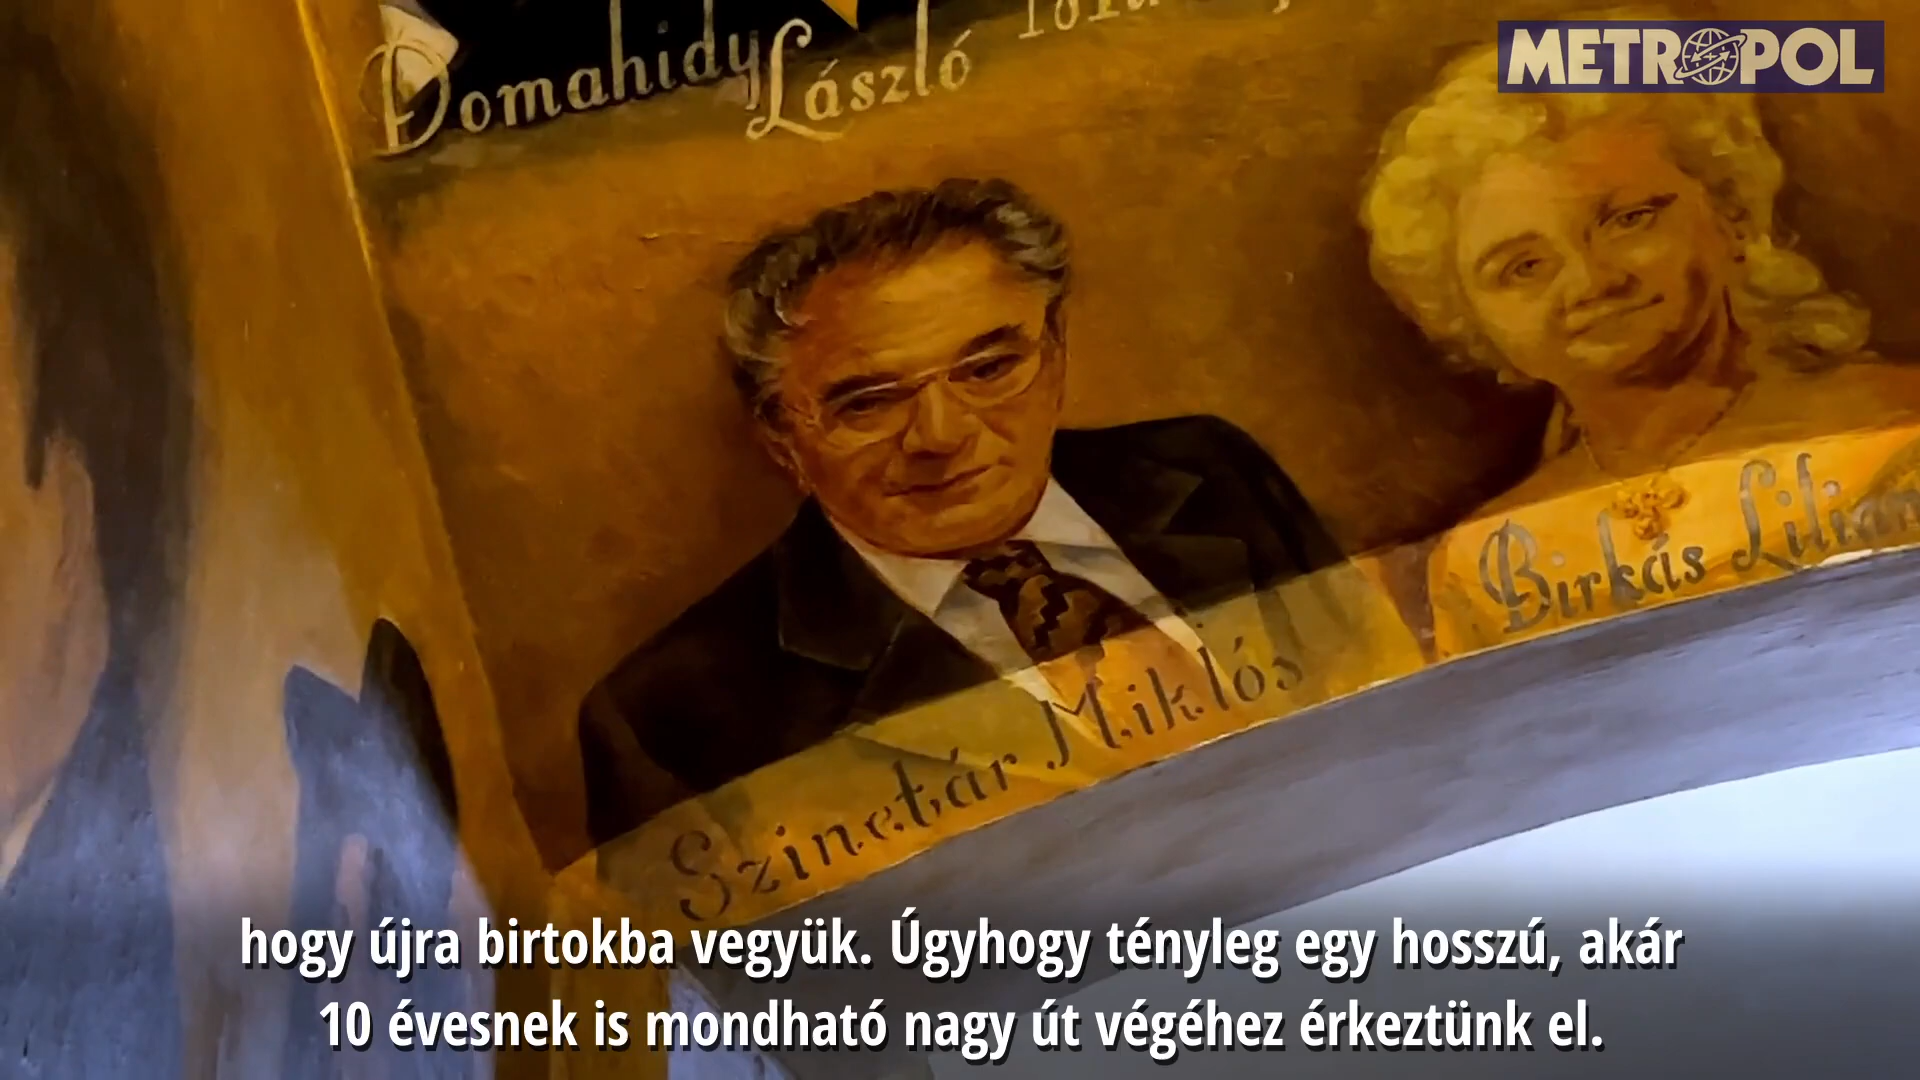 Domahidy László
METROPOL
Birkás Lilian
Szinetár Miklós
hogy újra birtokba vegyük. Úgyhogy tényleg egy hosszú, akár
10 évesnek is mondható nagy út végéhez érkeztünk el.